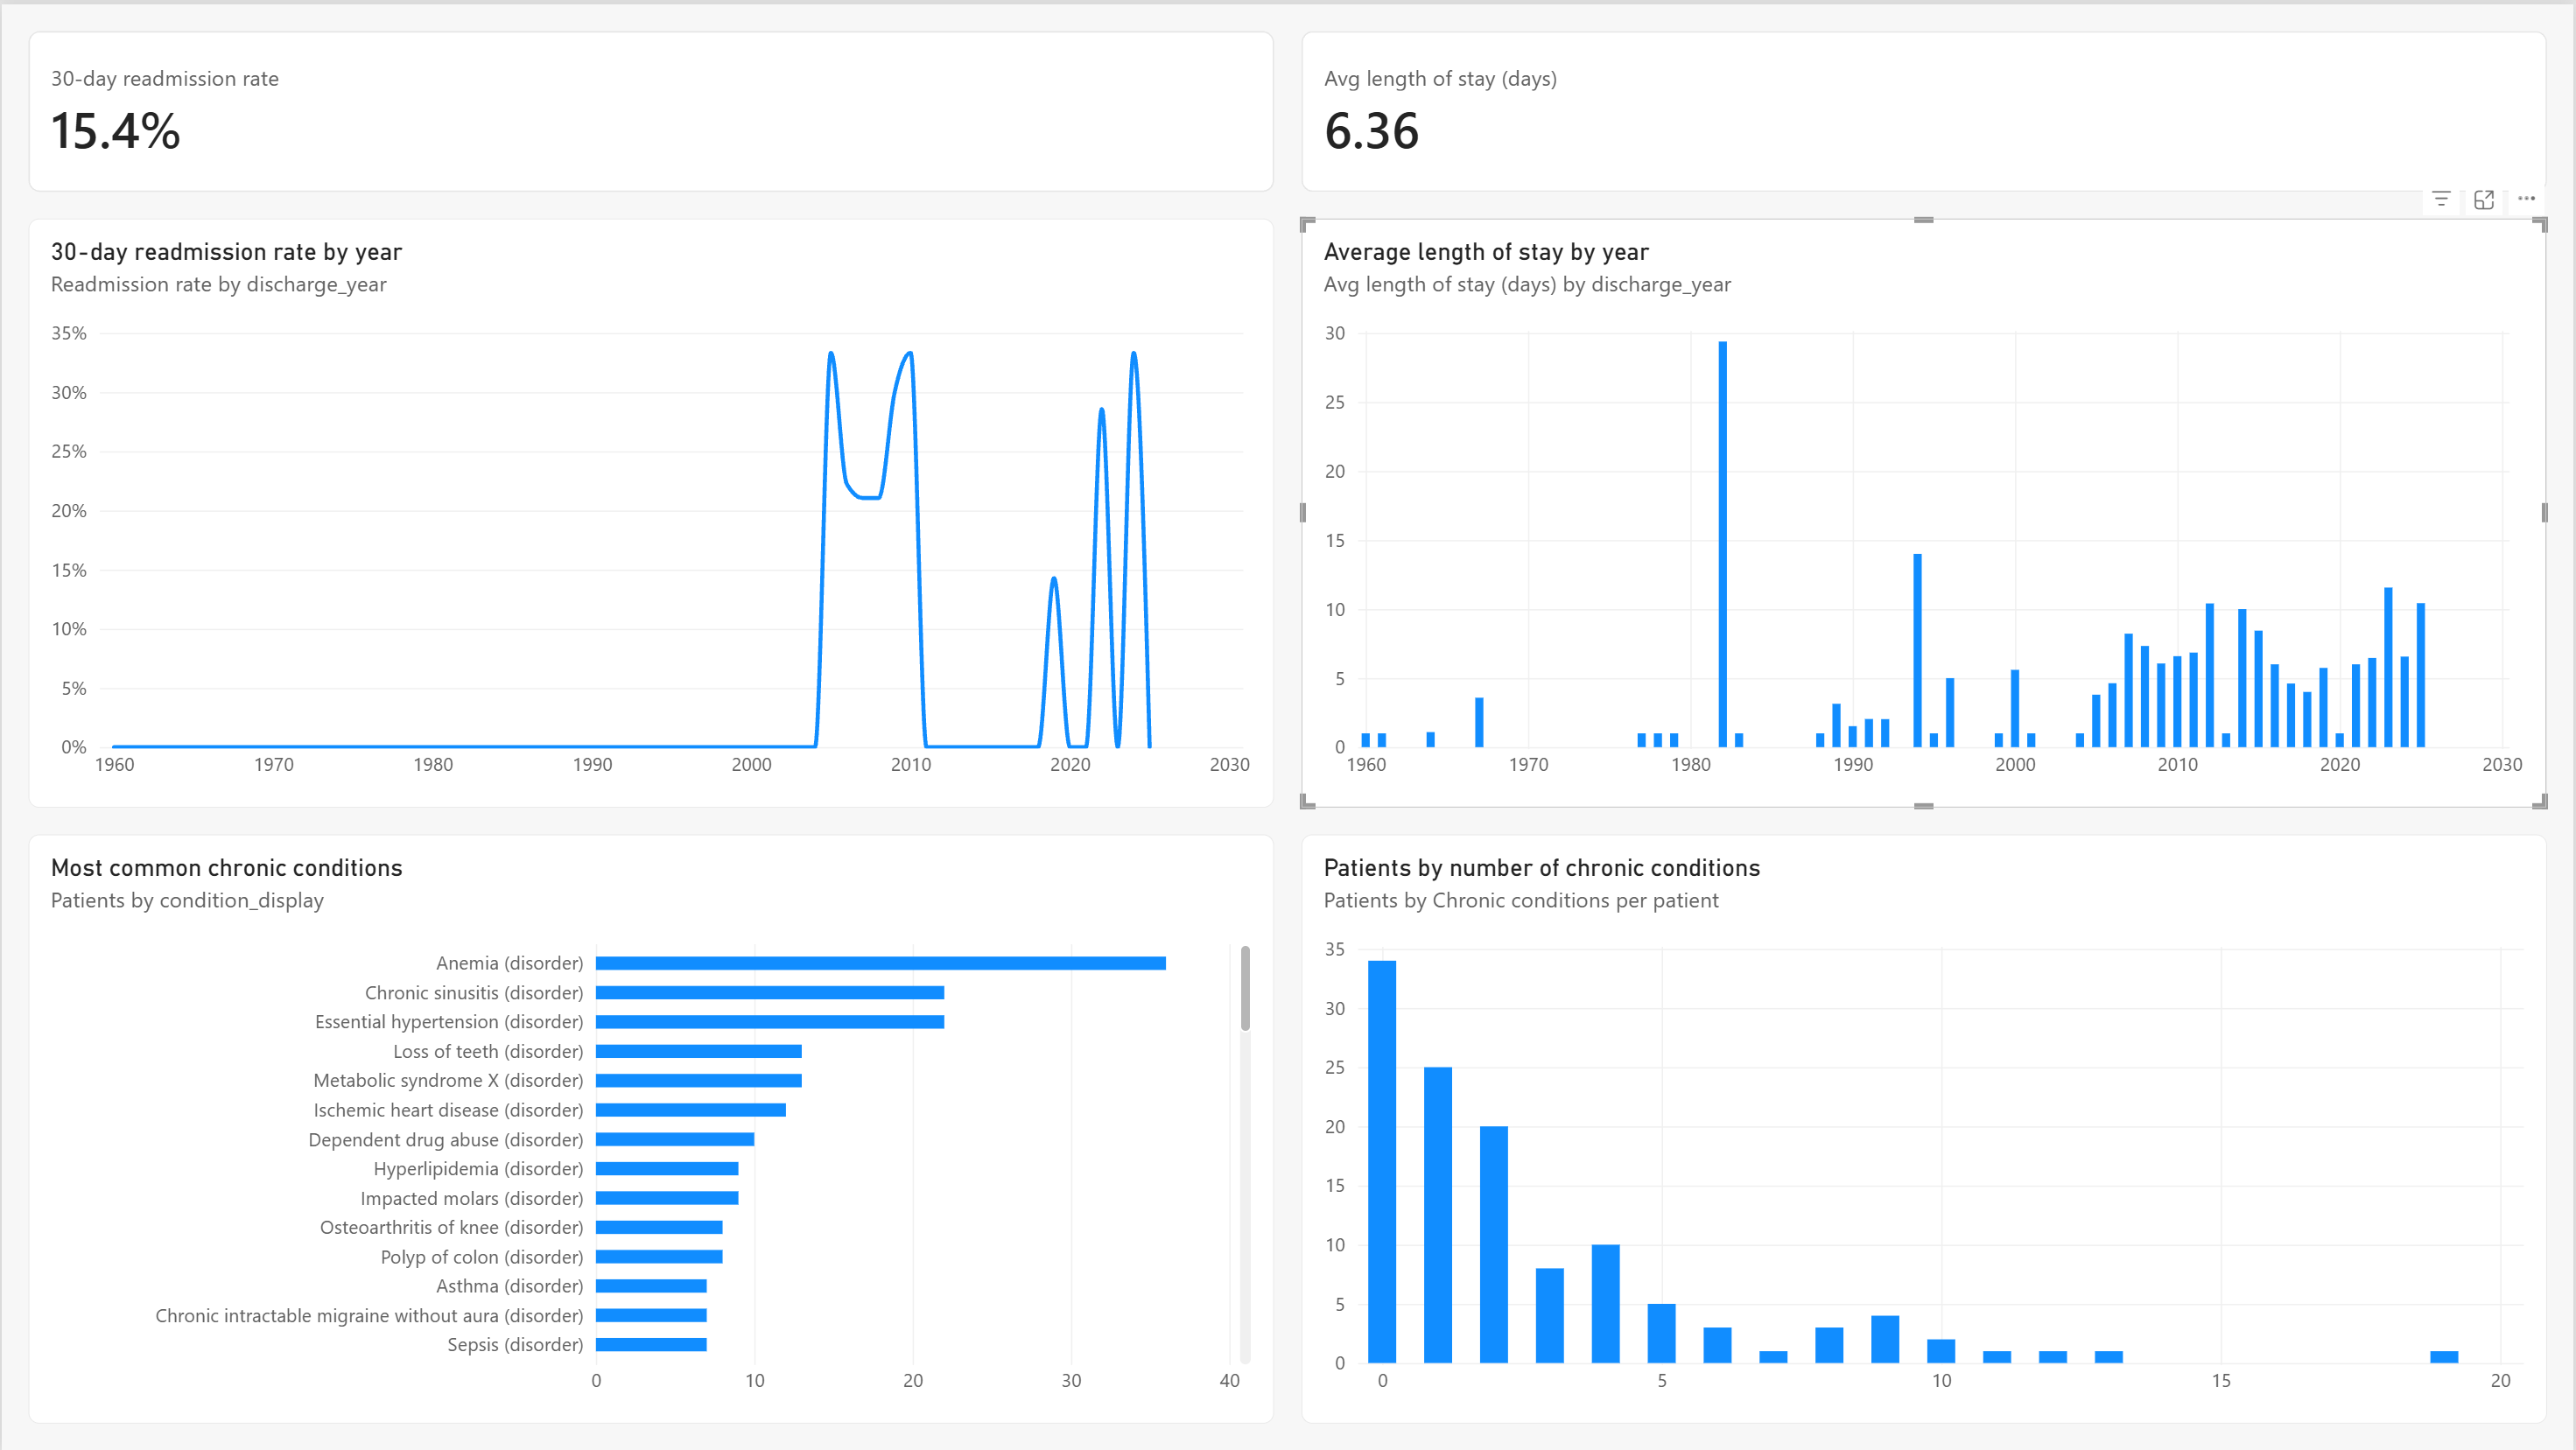 30-day readmission rate
15.4%
Avg length of stay (days)
6.36
30-day readmission rate by year
Readmission rate by discharge_year
35%
30%
25%
20%
15%
10%
5%
0%
1960 1970 1980 1990 2000 2010 2020 2030
Average length of stay by year
Avg length of stay (days) by discharge_year
30
25
20
15
10
5
0
1960 1970 1980 1990 2000 2010 2020 2030
Most common chronic conditions
Patients by condition_display
Anemia (disorder)
Chronic sinusitis (disorder)
Essential hypertension (disorder)
Loss of teeth (disorder)
Metabolic syndrome X (disorder)
Ischemic heart disease (disorder)
Dependent drug abuse (disorder)
Hyperlipidemia (disorder)
Impacted molars (disorder)
Osteoarthritis of knee (disorder)
Polyp of colon (disorder)
Asthma (disorder)
Chronic intractable migraine without aura (disorder)
Sepsis (disorder)
0 10 20 30 40
Patients by number of chronic conditions
Patients by Chronic conditions per patient
35
30
25
20
15
10
5
0
0 5 10 15 20